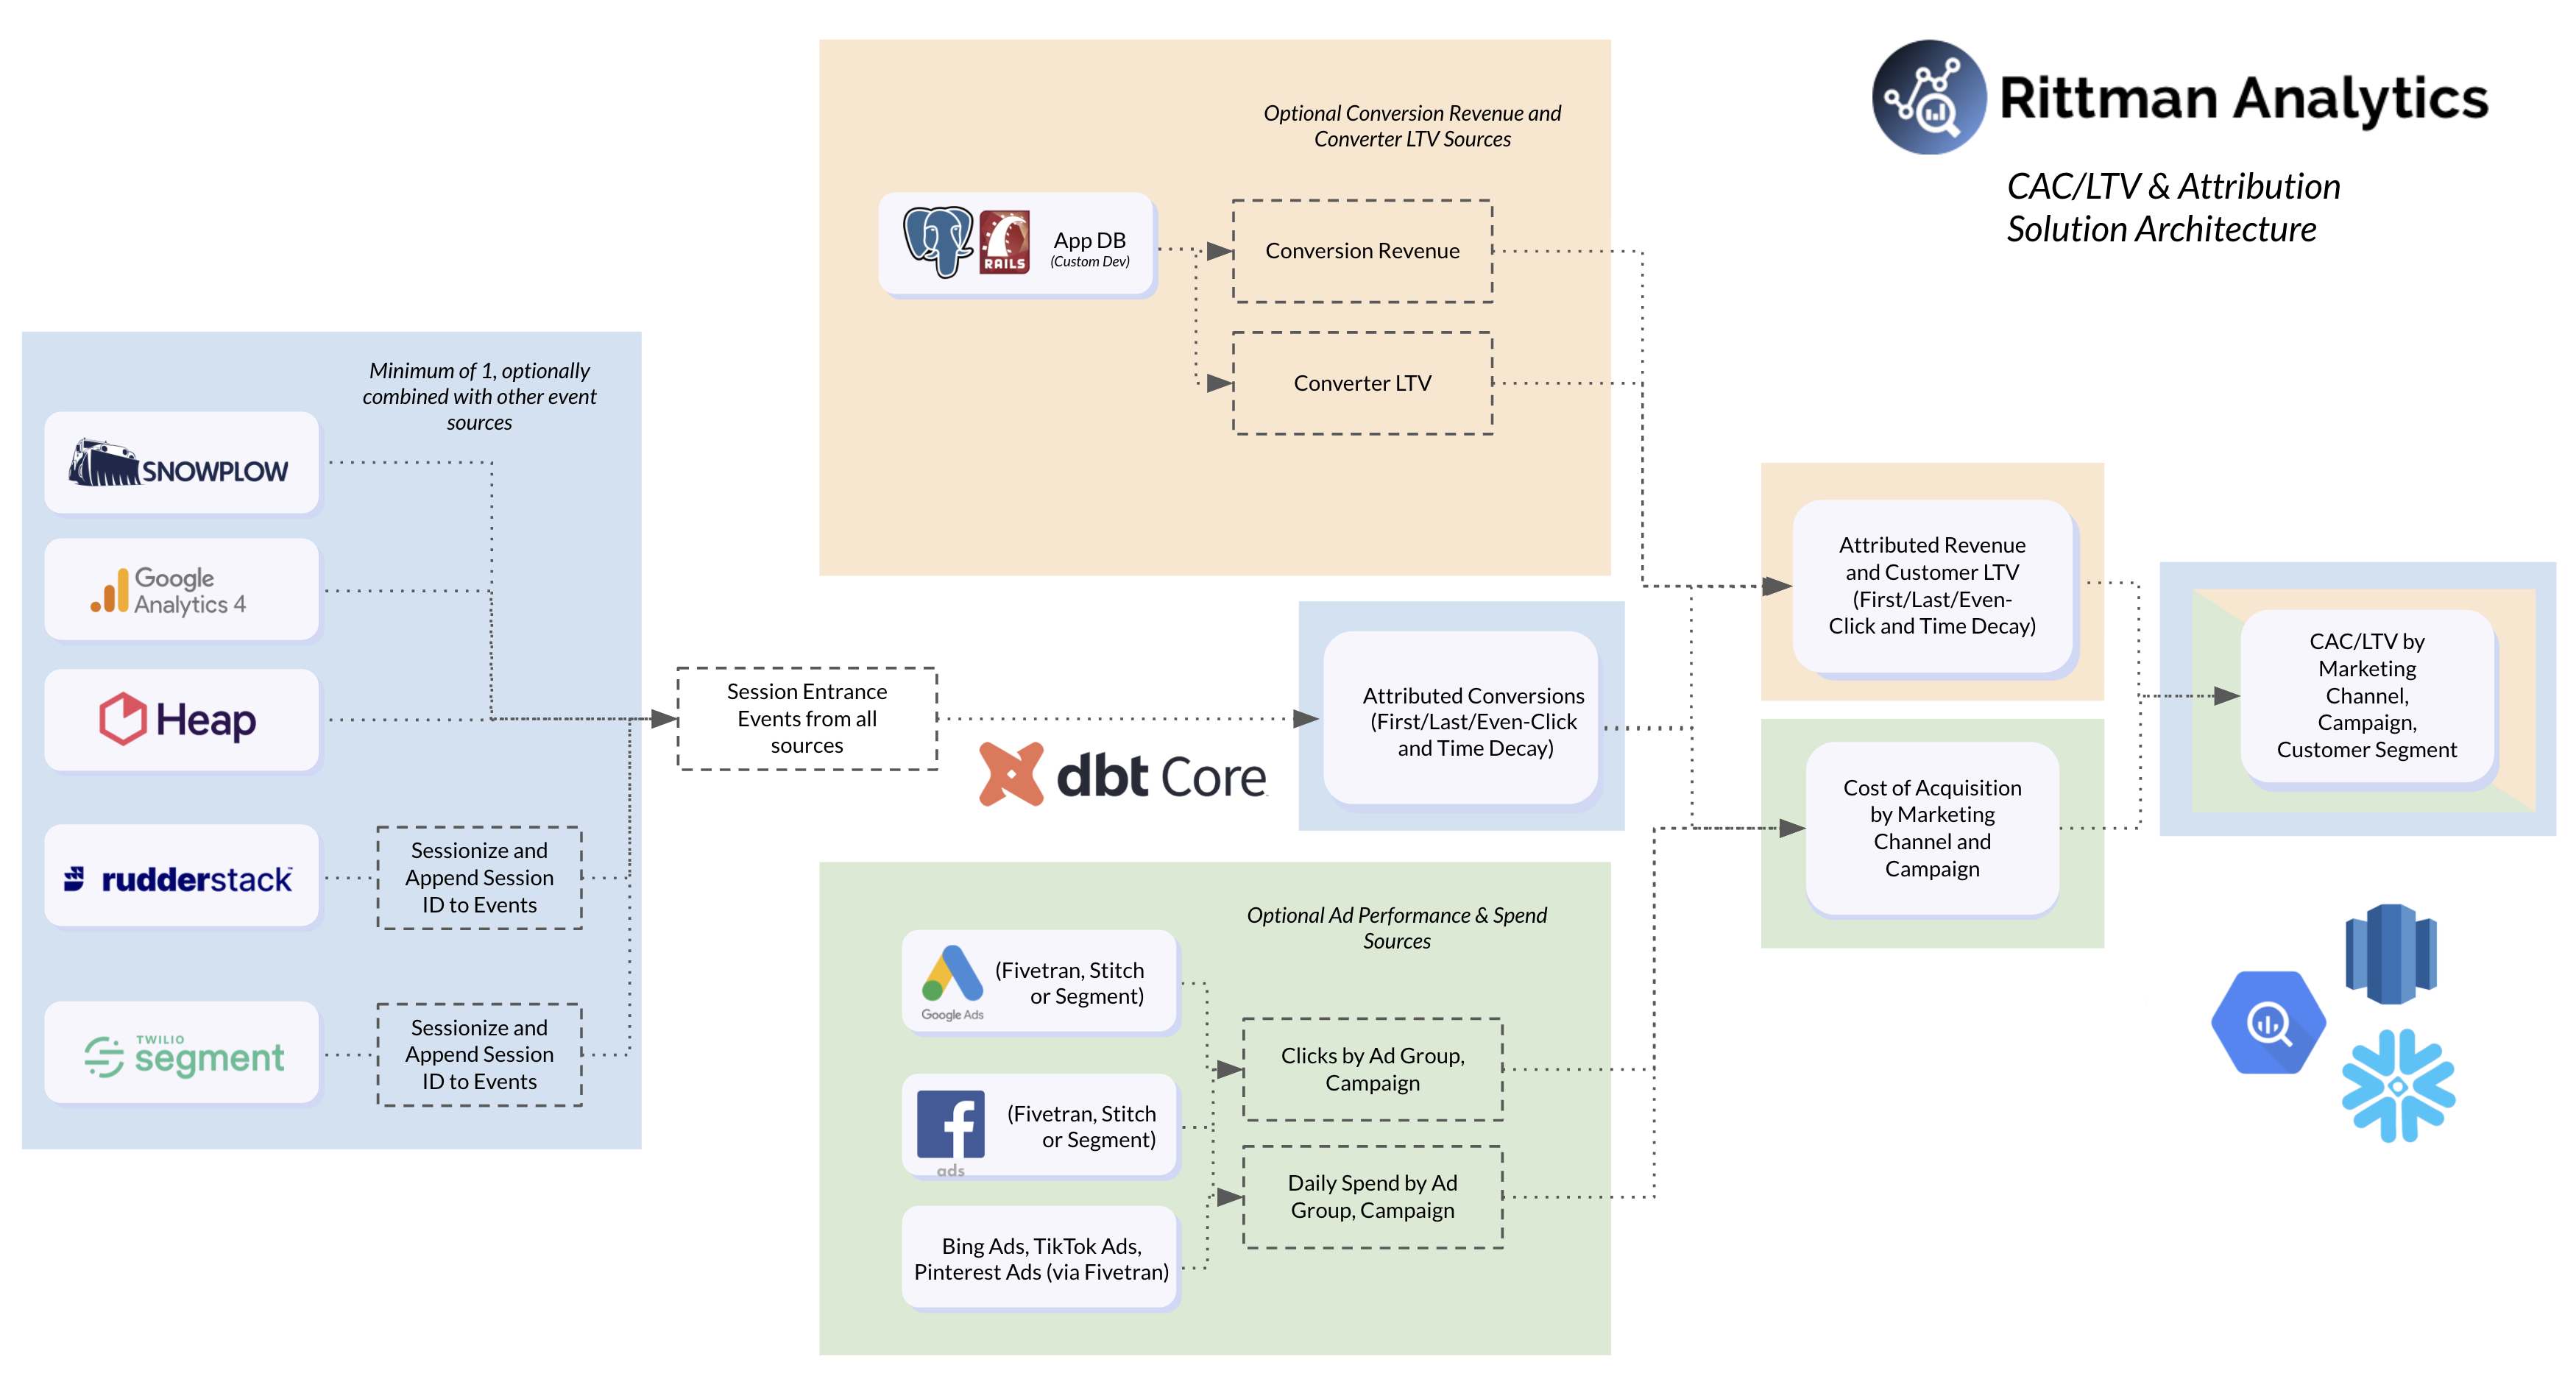 Rittman Analytics
CAC/LTV & Attribution
Solution Architecture
Optional Conversion Revenue and
Converter LTV Sources
RAILS
App DB
(Custom Dev)
Conversion Revenue
Converter LTV
Minimum of 1, optionally
combined with other event
sources
SNOWPLOW
Google
Analytics 4
Heap
rudderstack
Sessionize and
Append Session
ID to Events
TWILIO
segment
Sessionize and
Append Session
ID to Events
Session Entrance
Events from all
sources
dbt Core
Attributed Conversions
(First/Last/Even-Click
and Time Decay)
Optional Ad Performance & Spend
Sources
Google Ads
(Fivetran, Stitch
or Segment)
ads
(Fivetran, Stitch
or Segment)
Bing Ads, TikTok Ads,
Pinterest Ads (via Fivetran)
Clicks by Ad Group,
Campaign
Daily Spend by Ad
Group, Campaign
Attributed Revenue
and Customer LTV
(First/Last/Even-
Click and Time Decay)
Cost of Acquisition
by Marketing
Channel and
Campaign
CAC/LTV by
Marketing
Channel,
Campaign,
Customer Segment